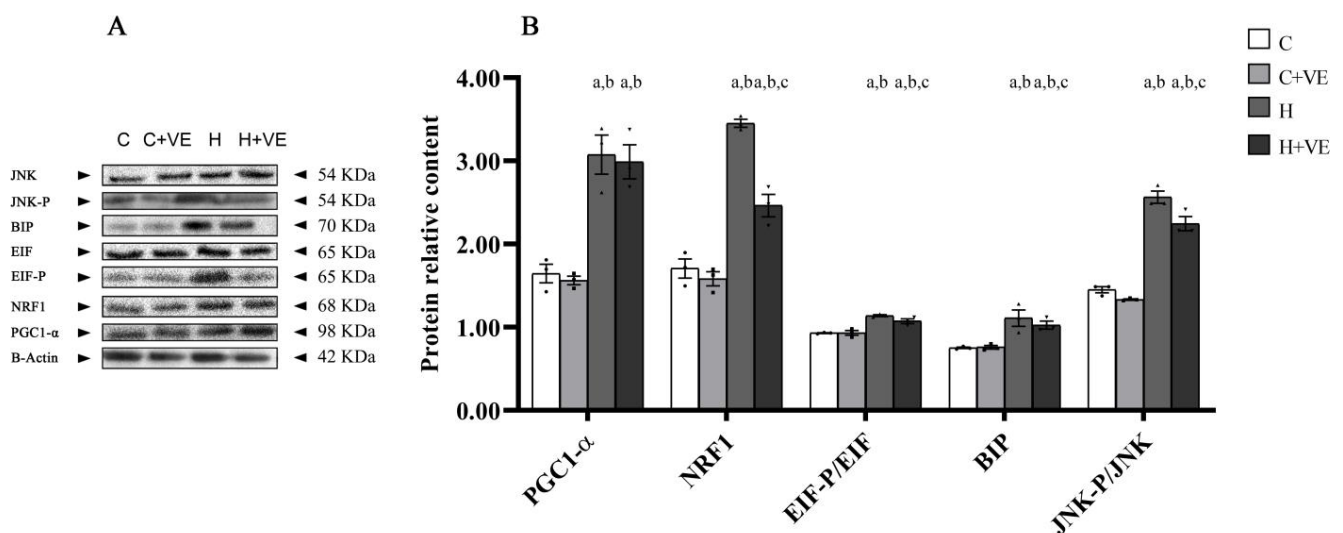 A
C C+VE H H+VE
JNK 54 KDa
JNK-P 54 KDa
BIP 70 KDa
EIF 65 KDa
EIF-P 65 KDa
NRF1 68 KDa
PGC1-α 98 KDa
B-Actin 42 KDa
B
C
C+VE
H
H+VE
Protein relative content
4.00
3.00
2.00
1.00
0.00
a,b a,b a,b a,b,c a,b a,b,c a,b a,b,c a,b a,b,c
PGC1-α NRF1 EIF-P/EIF BIP JNK-P/JNK